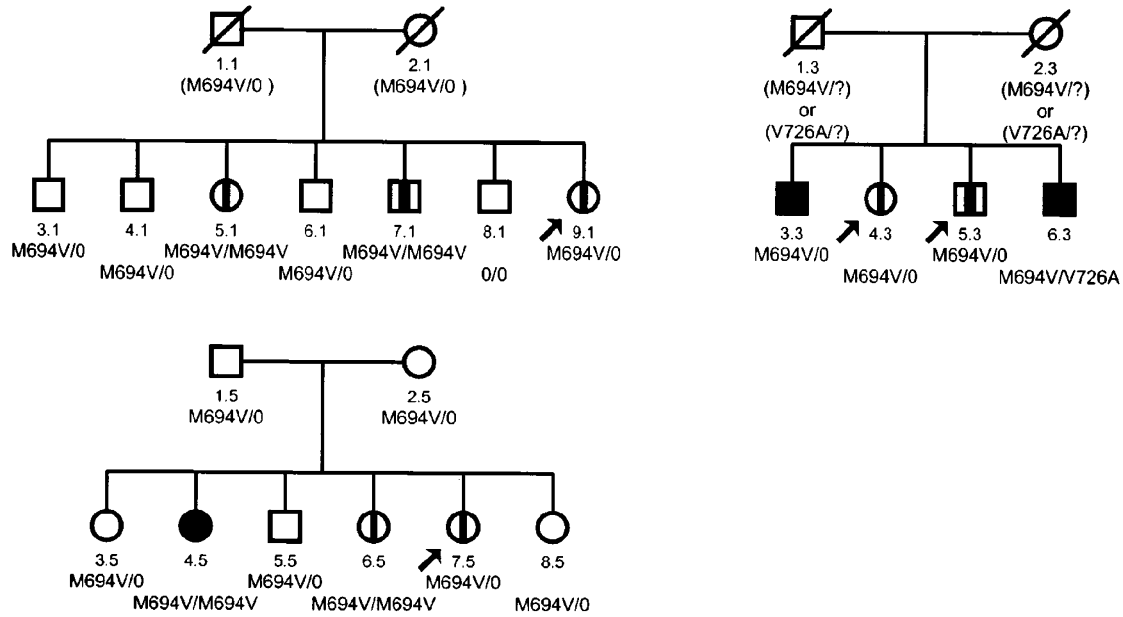 1.1
(M694V/0 )
2.1
(M694V/0 )
3.1
M694V/0
4.1
M694V/0
5.1
M694V/M694V
6.1
M694V/0
7.1
M694V/M694V
8.1
0/0
9.1
M694V/0
1.3
(M694V/?)
or
(V726A/?)
2.3
(M694V/?)
or
(V726A/?)
3.3
M694V/0
4.3
M694V/0
5.3
M694V/0
6.3
M694V/V726A
1.5
M694V/0
2.5
M694V/0
3.5
M694V/0
4.5
M694V/M694V
5.5
M694V/0
6.5
M694V/M694V
7.5
M694V/0
8.5
M694V/0